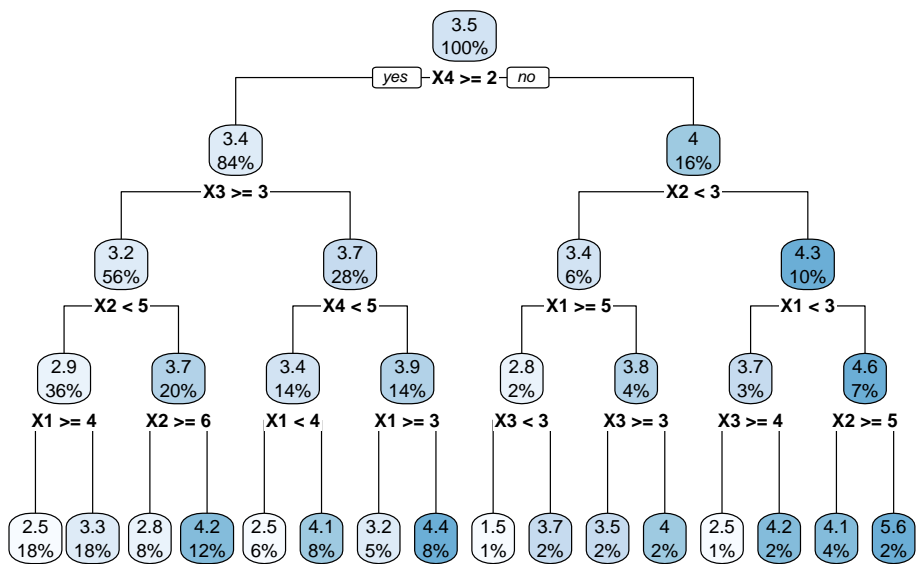 3.5
100%
yes X4 >= 2 no
3.4 4
84% 16%
X3 >= 3 X2 < 3
3.2 3.7 3.4 4.3
56% 28% 6% 10%
X2 < 5 X4 < 5 X1 >= 5 X1 < 3
2.9 3.7 3.4 3.9 2.8 3.8 3.7 4.6
36% 20% 14% 14% 2% 4% 3% 7%
X1 >= 4 X2 >= 6 X1 < 4 X1 >= 3 X3 < 3 X3 >= 3 X3 >= 4 X2 >= 5
2.5 3.3 2.8 4.2 2.5 4.1 3.2 4.4 1.5 3.7 3.5 4 2.5 4.2 4.1 5.6
18% 18% 8% 12% 6% 8% 5% 8% 1% 2% 2% 2% 1% 2% 4% 2%